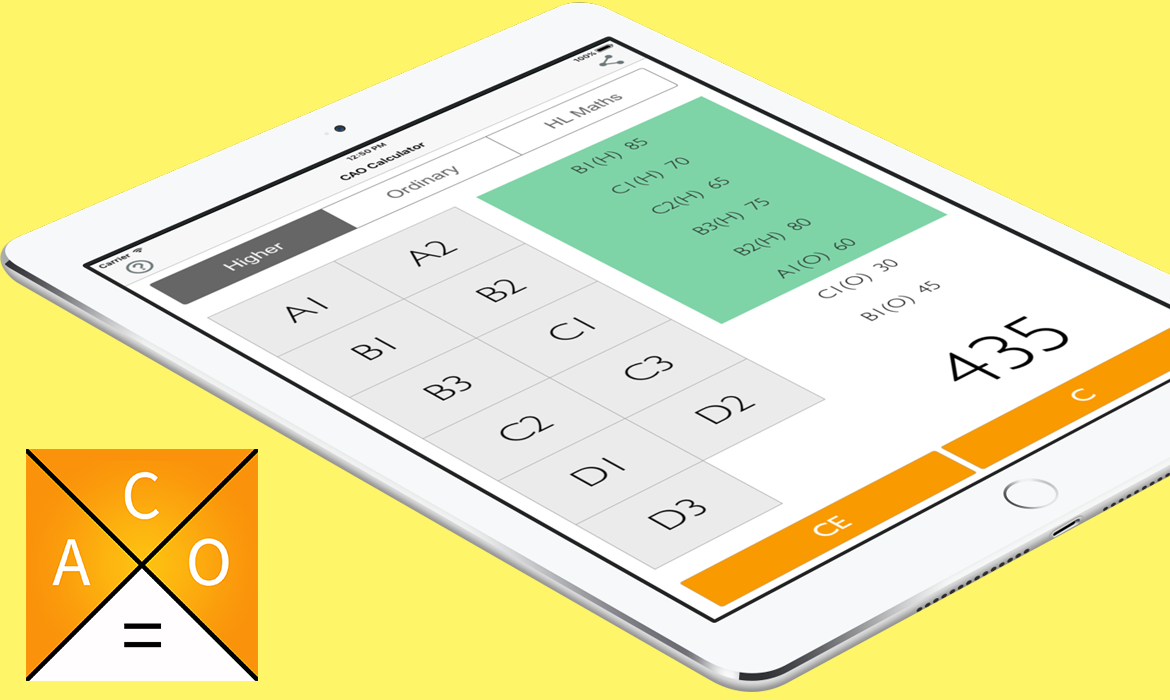 Carrier 12:50 PM 100%
CAO Calculator
?
Higher Ordinary HL Maths
A1 A2
B1 B2
B3 C1
C2 C3
D1 D2
D3
B1(H) 85
C1(H) 70
C2(H) 65
B3(H) 75
B2(H) 80
A1(O) 60
C1(O) 30
B1(O) 45
435
CE C
C
A O
=